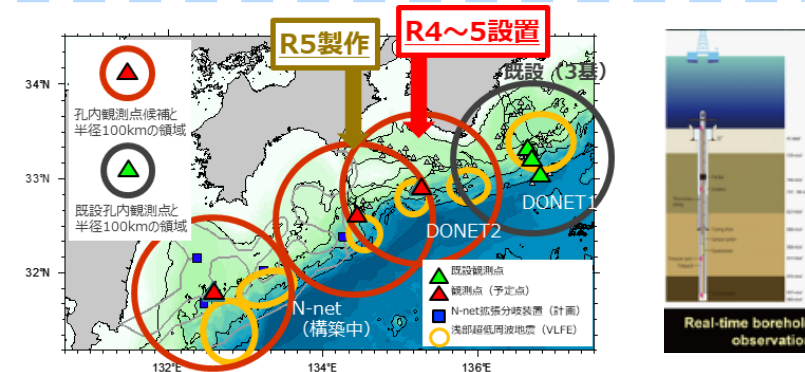 R5製作
R4～5設置
既設（3基）
34°N
33°N
32°N
孔内観測点候補と
半径100kmの領域
既設孔内観測点と
半径100kmの領域
DONET1
DONET2
N-net
（構築中）
既設観測点
観測点（予定点）
N-net拡張分岐装置（計画）
浅部超低周波地震（VLFE）
132°E
134°E
136°E
Real-time borehol
observation